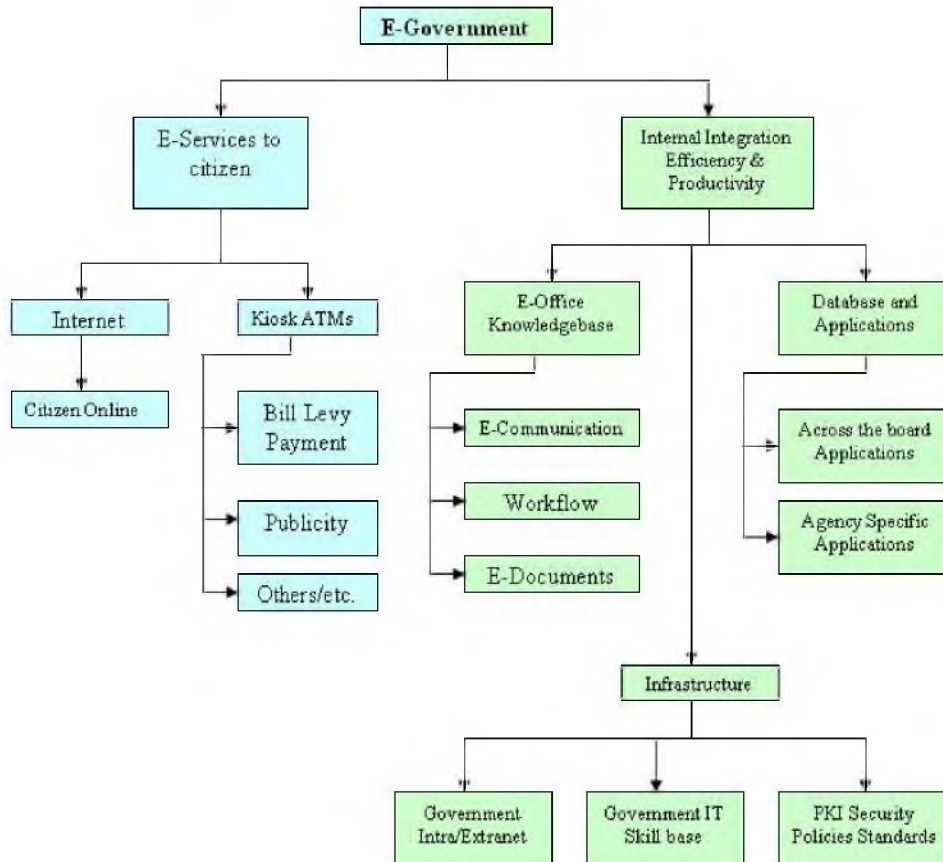 E-Government
E-Services to
citizen
Internal Integration
Efficiency &
Productivity
Internet
Kiosk ATMs
E-Office
Knowledgebase
Database and
Applications
Citizen Online
Bill Levy
Payment
E-Communication
Across the board
Applications
Publicity
Workflow
Agency Specific
Applications
Others/etc.
E-Documents
Infrastructure
Government
Intra/Extranet
Government IT
Skill base
PKI Security
Policies Standards